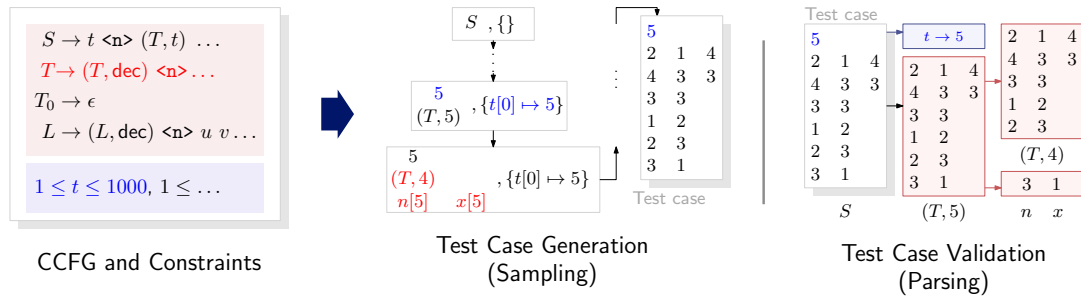 S → t <n> (T, t) ...
T → (T, dec) <n> ...
T₀ → ϵ
L → (L, dec) <n> u v ...
1 ≤ t ≤ 1000, 1 ≤ ...
CCFG and Constraints
S , {}
5
(T, 5) , {t[0] ↦ 5}
5
(T, 4) , {t[0] ↦ 5}
n[5] x[5]
5
2 1 4
4 3 3
3 3
1 2
2 3
3 1
Test case
Test Case Generation
(Sampling)
Test case
5
2 1 4
4 3 3
3 3
1 2
2 3
3 1
S
t → 5
2 1 4
4 3 3
3 3
1 2
2 3
3 1
(T, 5)
2 1 4
4 3 3
3 3
1 2
2 3
(T, 4)
3 1
n x
Test Case Validation
(Parsing)